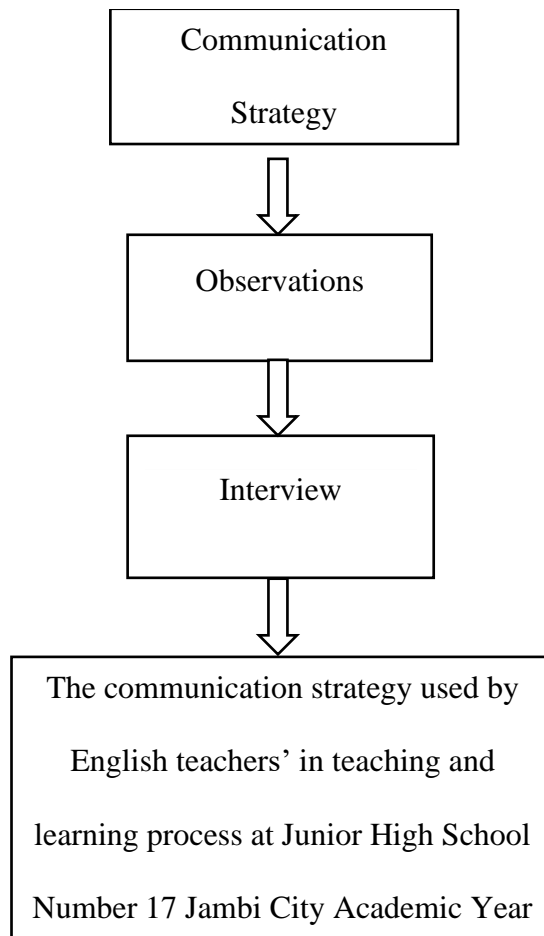 Communication
Strategy
Observations
Interview
The communication strategy used by
English teachers’ in teaching and
learning process at Junior High School
Number 17 Jambi City Academic Year